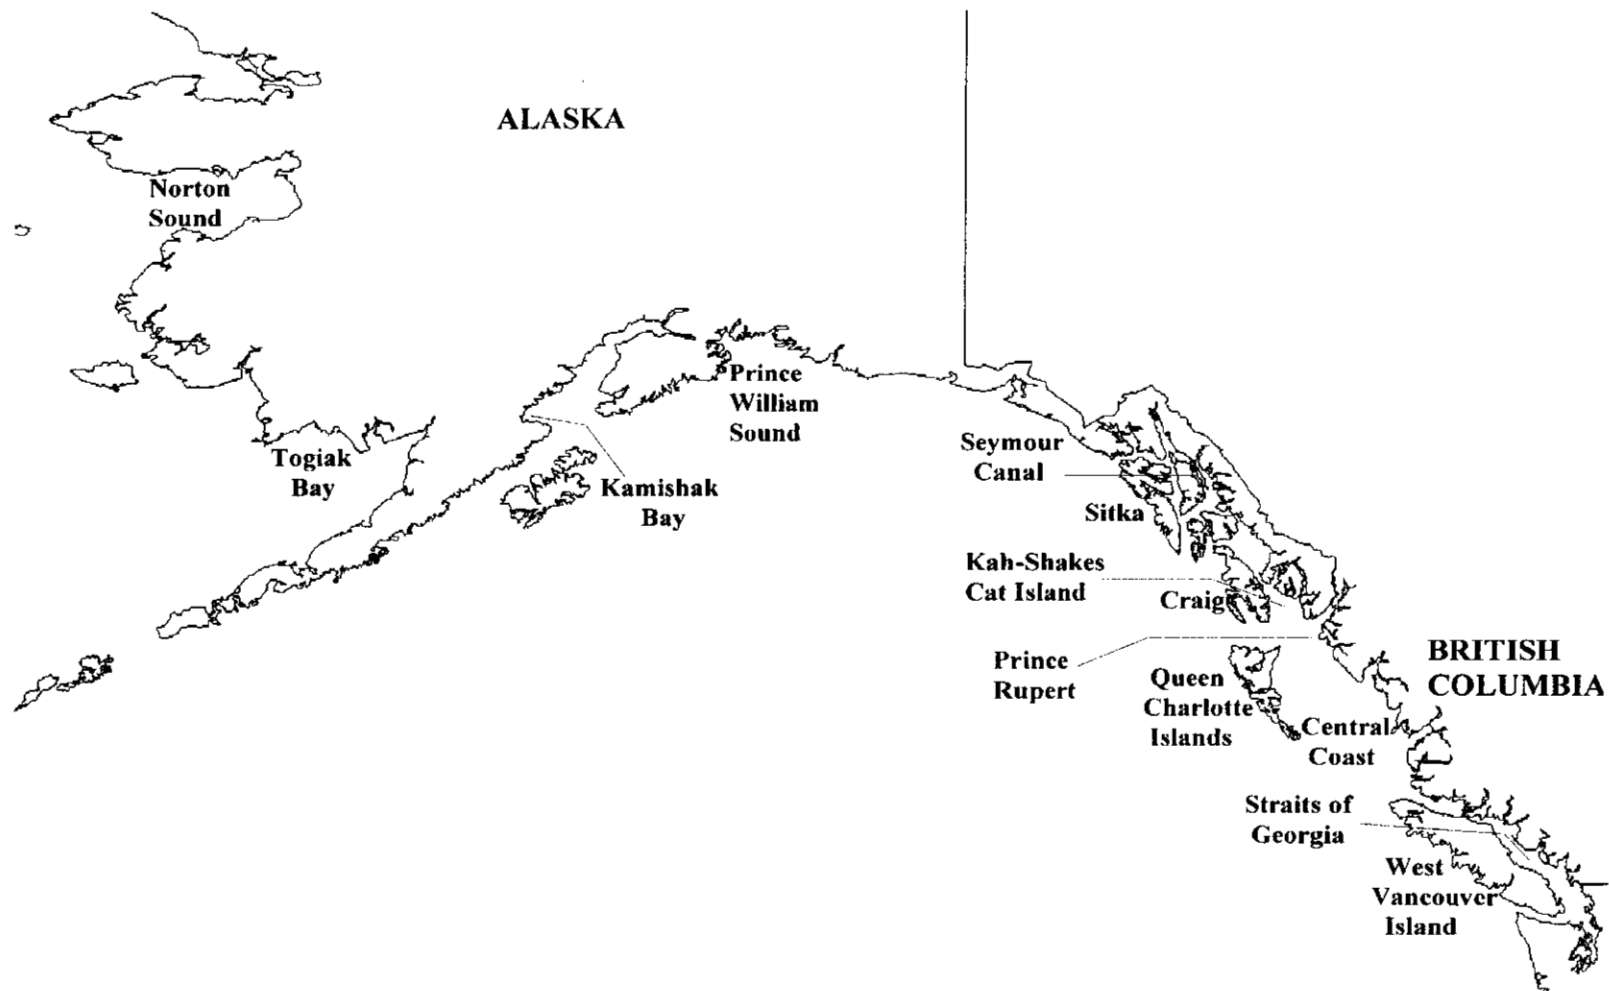 ALASKA
Norton
Sound
Prince
William
Sound
Togiak
Bay
Kamishak
Bay
Seymour
Canal
Sitka
Kah-Shakes
Cat Island
Craig
Prince
Rupert
BRITISH
COLUMBIA
Queen
Charlotte
Islands
Central
Coast
Straits of
Georgia
West
Vancouver
Island